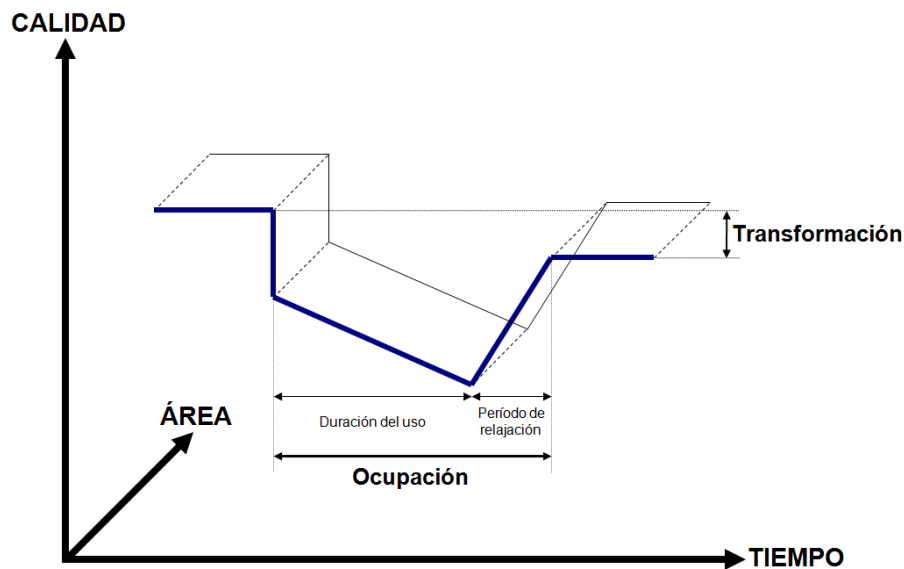 CALIDAD
Transformación
ÁREA
Duración del uso
Período de
relajación
Ocupación
TIEMPO